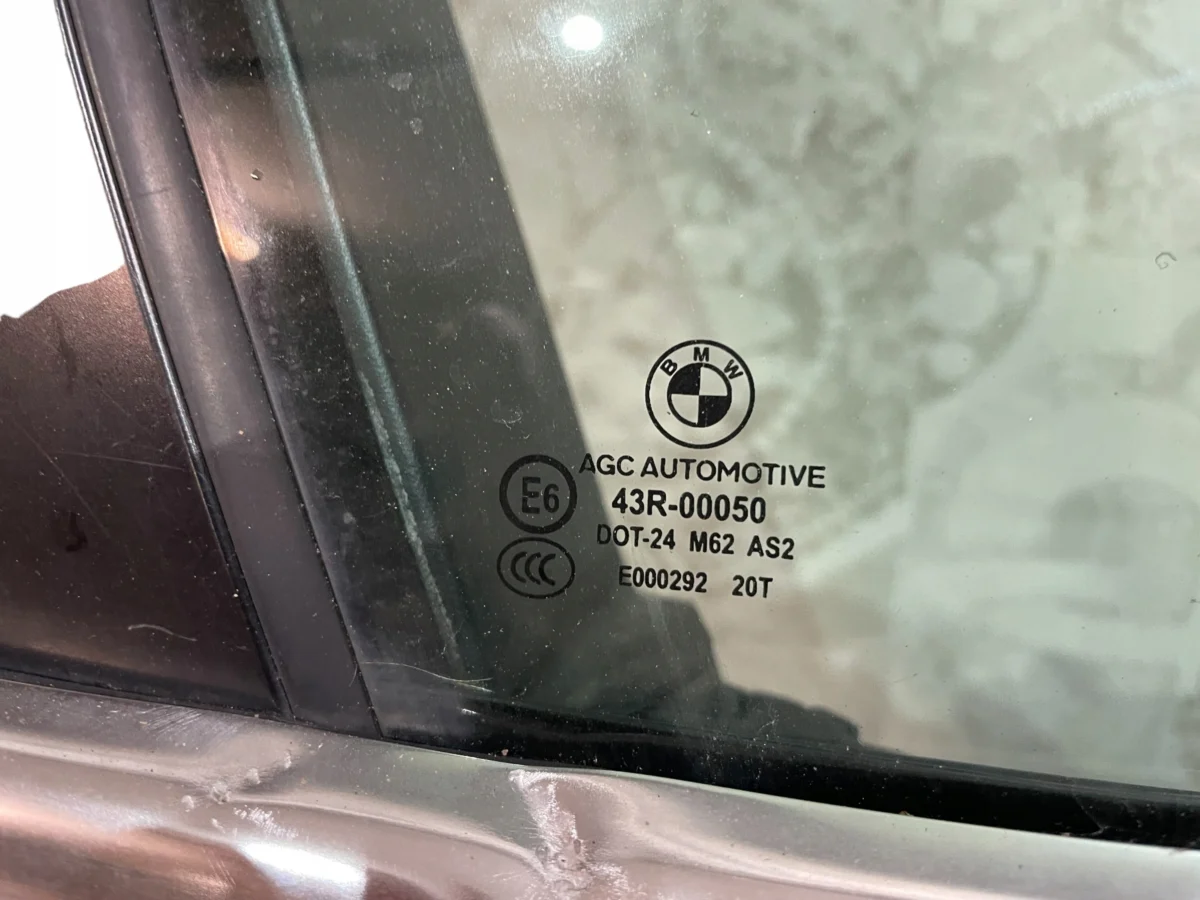 BMW
AGC AUTOMOTIVE
E6 43R-00050
DOT-24 M62 AS2
CCC E000292 20T